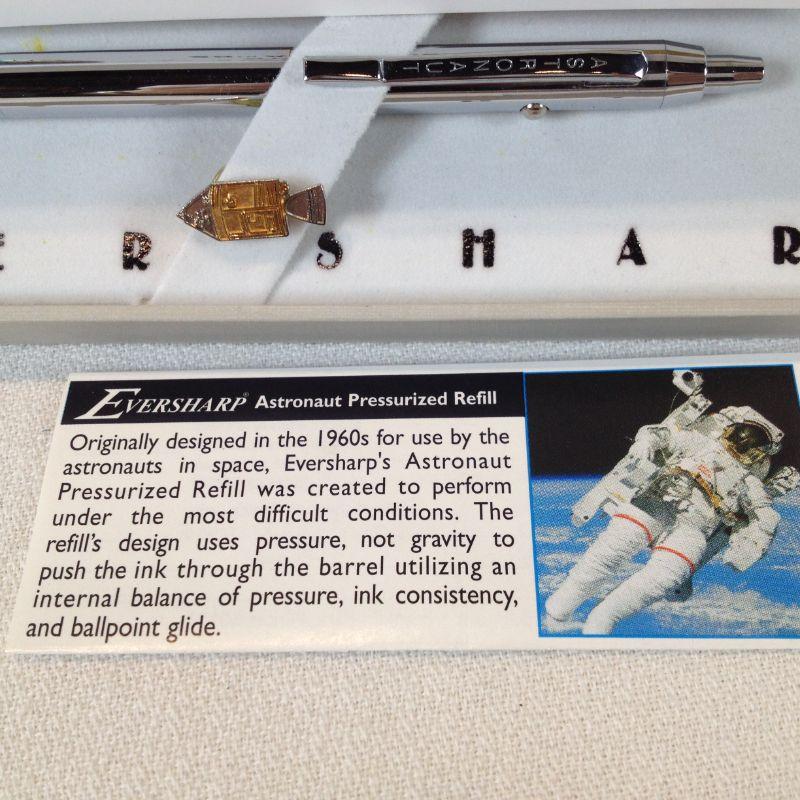 ASTRONAUT
E R S H A R
EVERSHARP® Astronaut Pressurized Refill
Originally designed in the 1960s for use by the
astronauts in space, Eversharp's Astronaut
Pressurized Refill was created to perform
under the most difficult conditions. The
refill's design uses pressure, not gravity to
push the ink through the barrel utilizing an
internal balance of pressure, ink consistency,
and ballpoint glide.